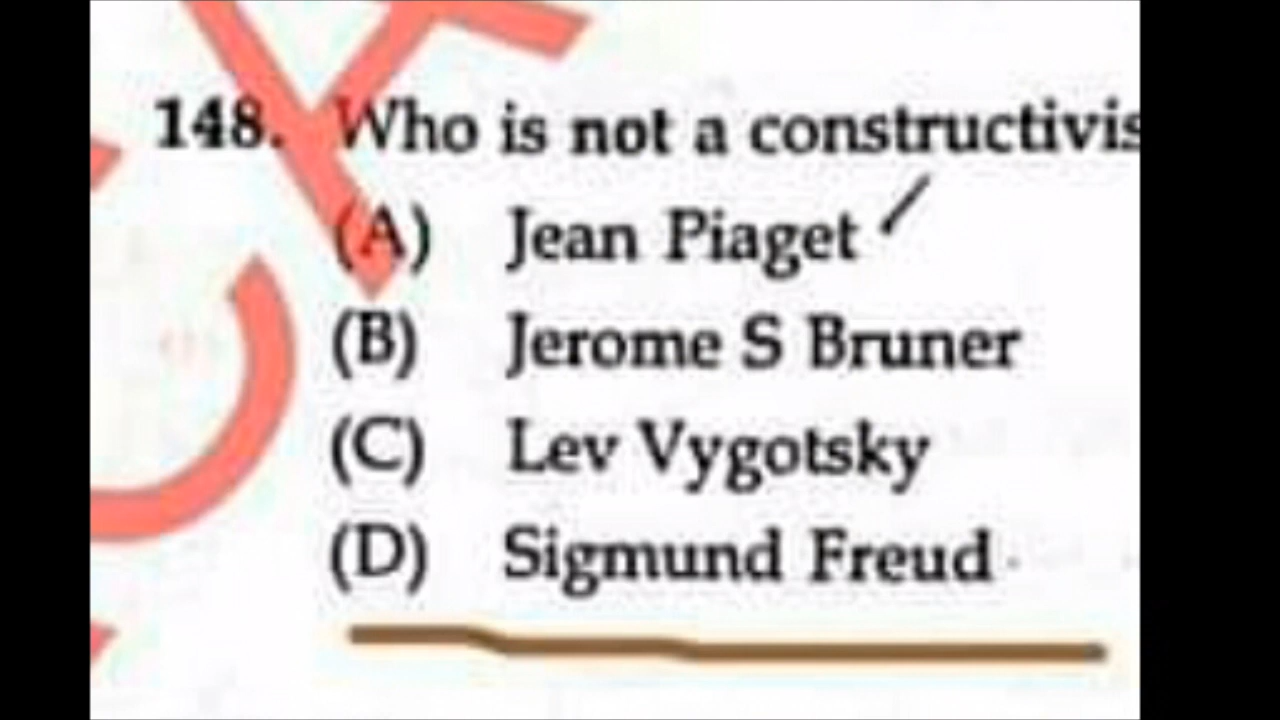 148. Who is not a constructivis
(A) Jean Piaget
(B) Jerome S Bruner
(C) Lev Vygotsky
(D) Sigmund Freud